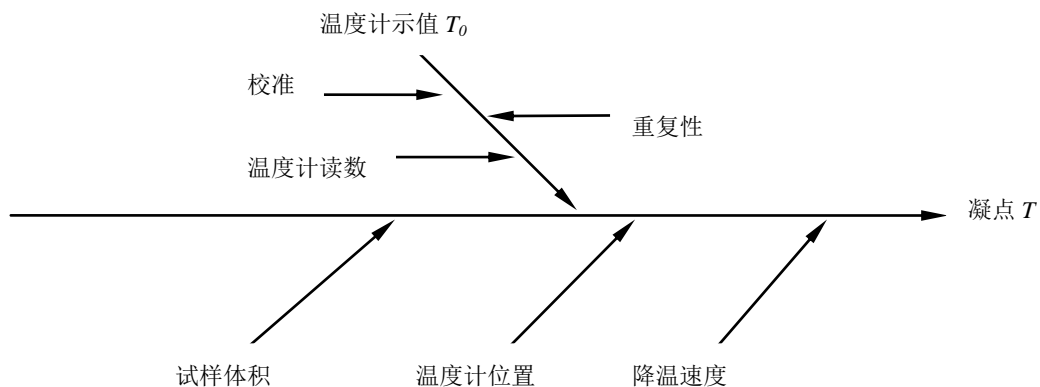 温度计示值 T0
校准
重复性
温度计读数
凝点 T
试样体积
温度计位置
降温速度